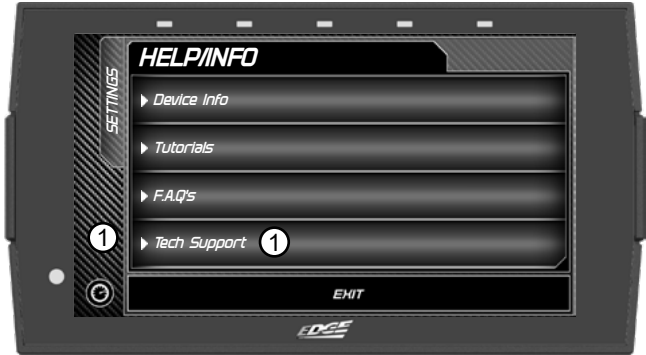 HELP/INFO
SETTINGS
Device Info
Tutorials
F.A.Q's
1
Tech Support 1
EXIT
EDGE